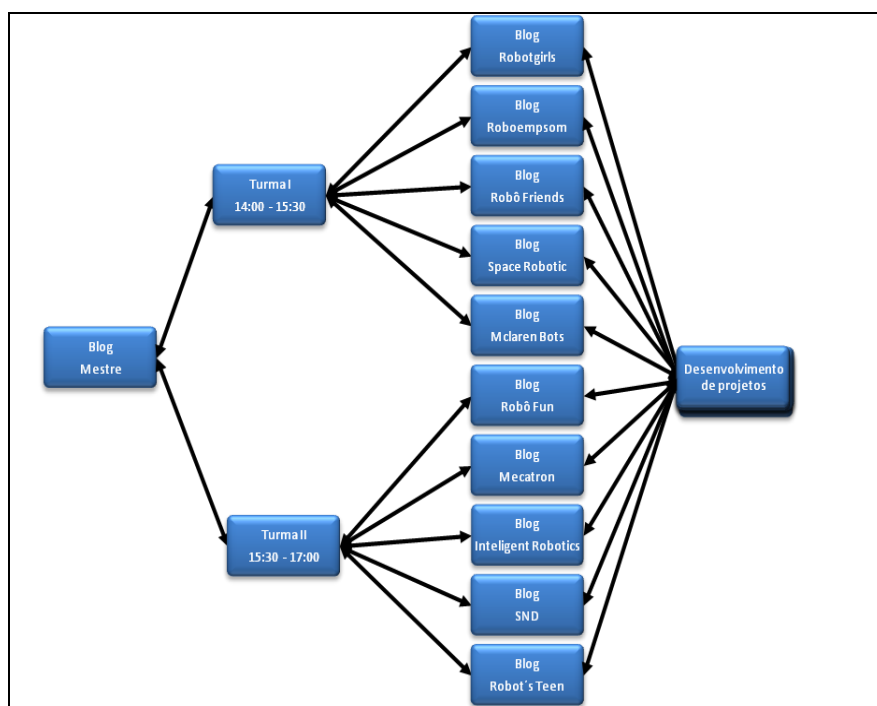 Blog
Mestre
Turma I
14:00 - 15:30
Turma II
15:30 - 17:00
Blog
Robotgirls
Blog
Roboempsom
Blog
Robô Friends
Blog
Space Robotic
Blog
Mclaren Bots
Blog
Robô Fun
Blog
Mecatron
Blog
Inteligent Robotics
Blog
SND
Blog
Robot´s Teen
Desenvolvimento
de projetos